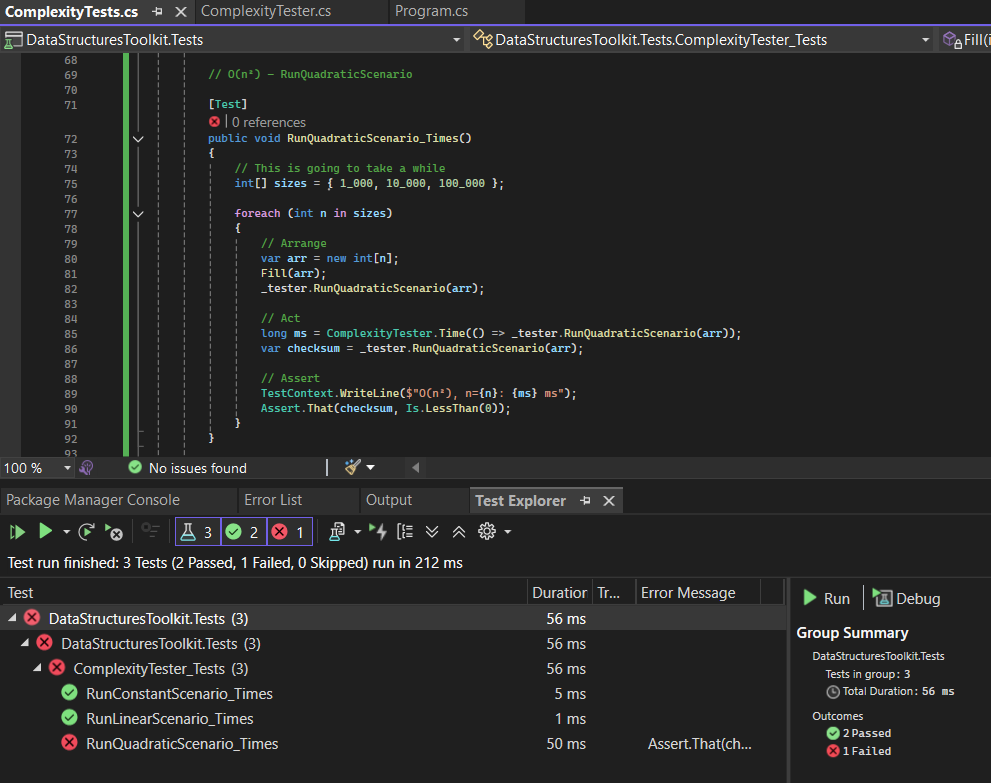 ComplexityTests.cs ComplexityTester.cs Program.cs
DataStructuresToolkit.Tests DataStructuresToolkit.Tests.ComplexityTester_Tests Fill(i
68
69 // O(n²) - RunQuadraticScenario
70
71 [Test]
0 references
72 public void RunQuadraticScenario_Times()
73 {
74 // This is going to take a while
75 int[] sizes = { 1_000, 10_000, 100_000 };
76
77 foreach (int n in sizes)
78 {
79 // Arrange
80 var arr = new int[n];
81 Fill(arr);
82 _tester.RunQuadraticScenario(arr);
83
84 // Act
85 long ms = ComplexityTester.Time(() => _tester.RunQuadraticScenario(arr));
86 var checksum = _tester.RunQuadraticScenario(arr);
87
88 // Assert
89 TestContext.WriteLine($"O(n²), n={n}: {ms} ms");
90 Assert.That(checksum, Is.LessThan(0));
91 }
92 }
93
100 % No issues found
Package Manager Console Error List Output Test Explorer
3 2 1
Test run finished: 3 Tests (2 Passed, 1 Failed, 0 Skipped) run in 212 ms
Test Duration Tr... Error Message
DataStructuresToolkit.Tests (3) 56 ms
DataStructuresToolkit.Tests (3) 56 ms
ComplexityTester_Tests (3) 56 ms
RunConstantScenario_Times 5 ms
RunLinearScenario_Times 1 ms
RunQuadraticScenario_Times 50 ms Assert.That(ch...
Run Debug
Group Summary
DataStructuresToolkit.Tests
Tests in group: 3
Total Duration: 56 ms
Outcomes
2 Passed
1 Failed